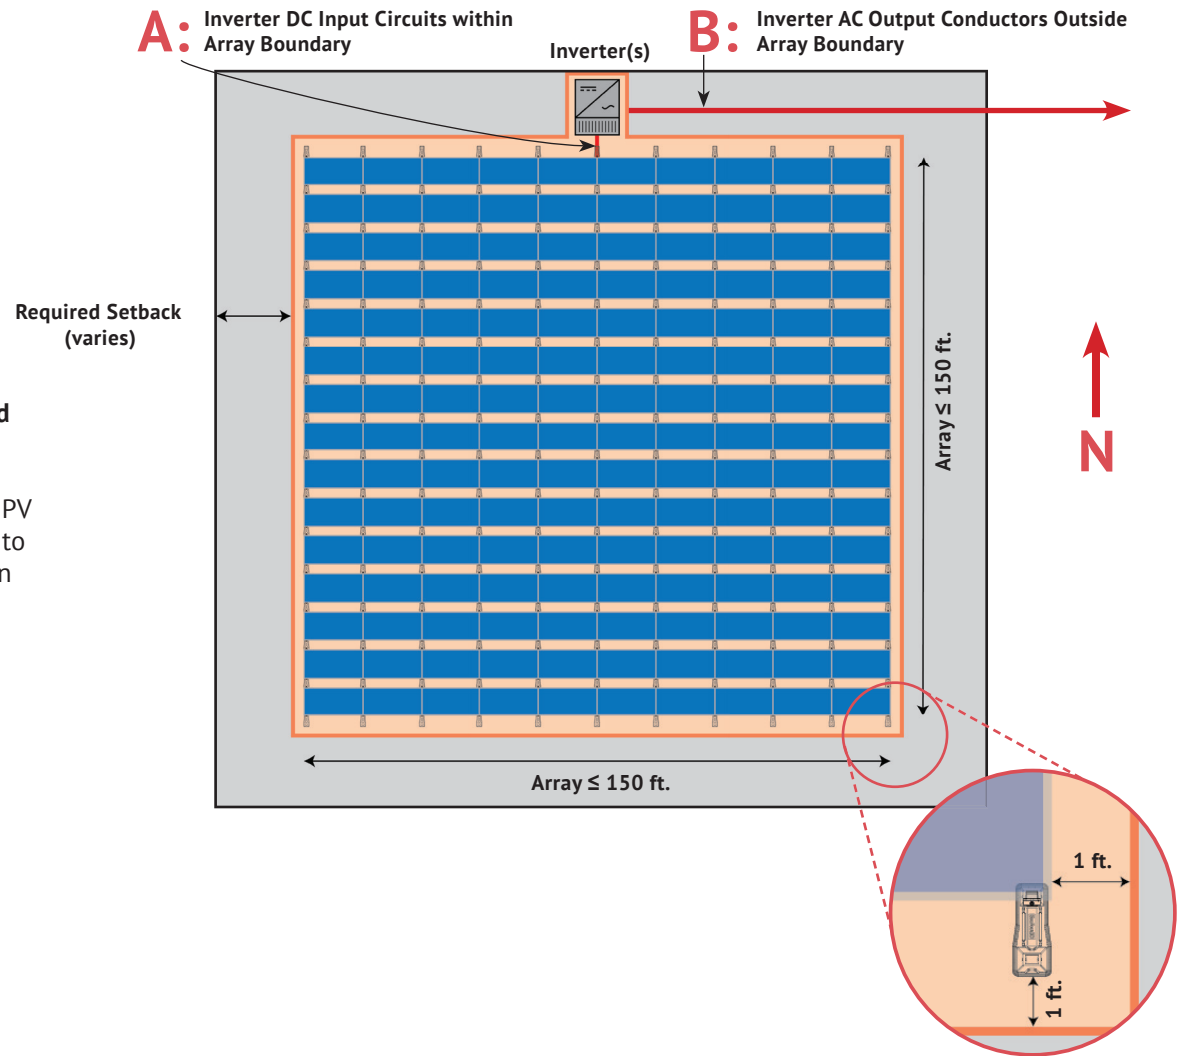 A:
Inverter DC Input Circuits within
Array Boundary
Inverter(s)
B:
Inverter AC Output Conductors Outside
Array Boundary
Required Setback
(varies)
d
PV
to
n
Array ≤ 150 ft.
N
Array ≤ 150 ft.
1 ft.
1 ft.